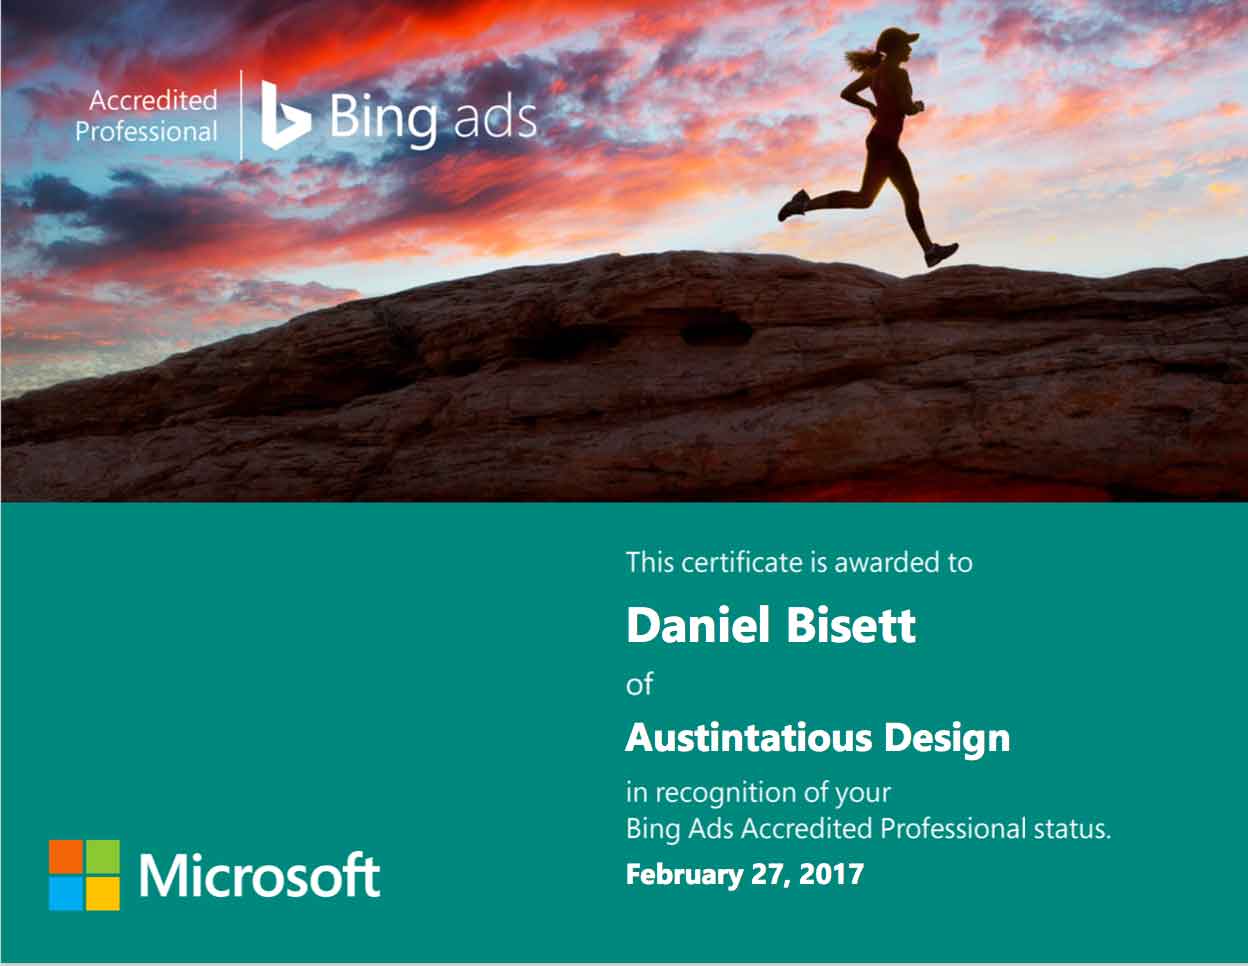 Accredited
Professional
Bing ads
This certificate is awarded to
Daniel Bisett
of
Austintatious Design
in recognition of your
Bing Ads Accredited Professional status.
February 27, 2017
Microsoft